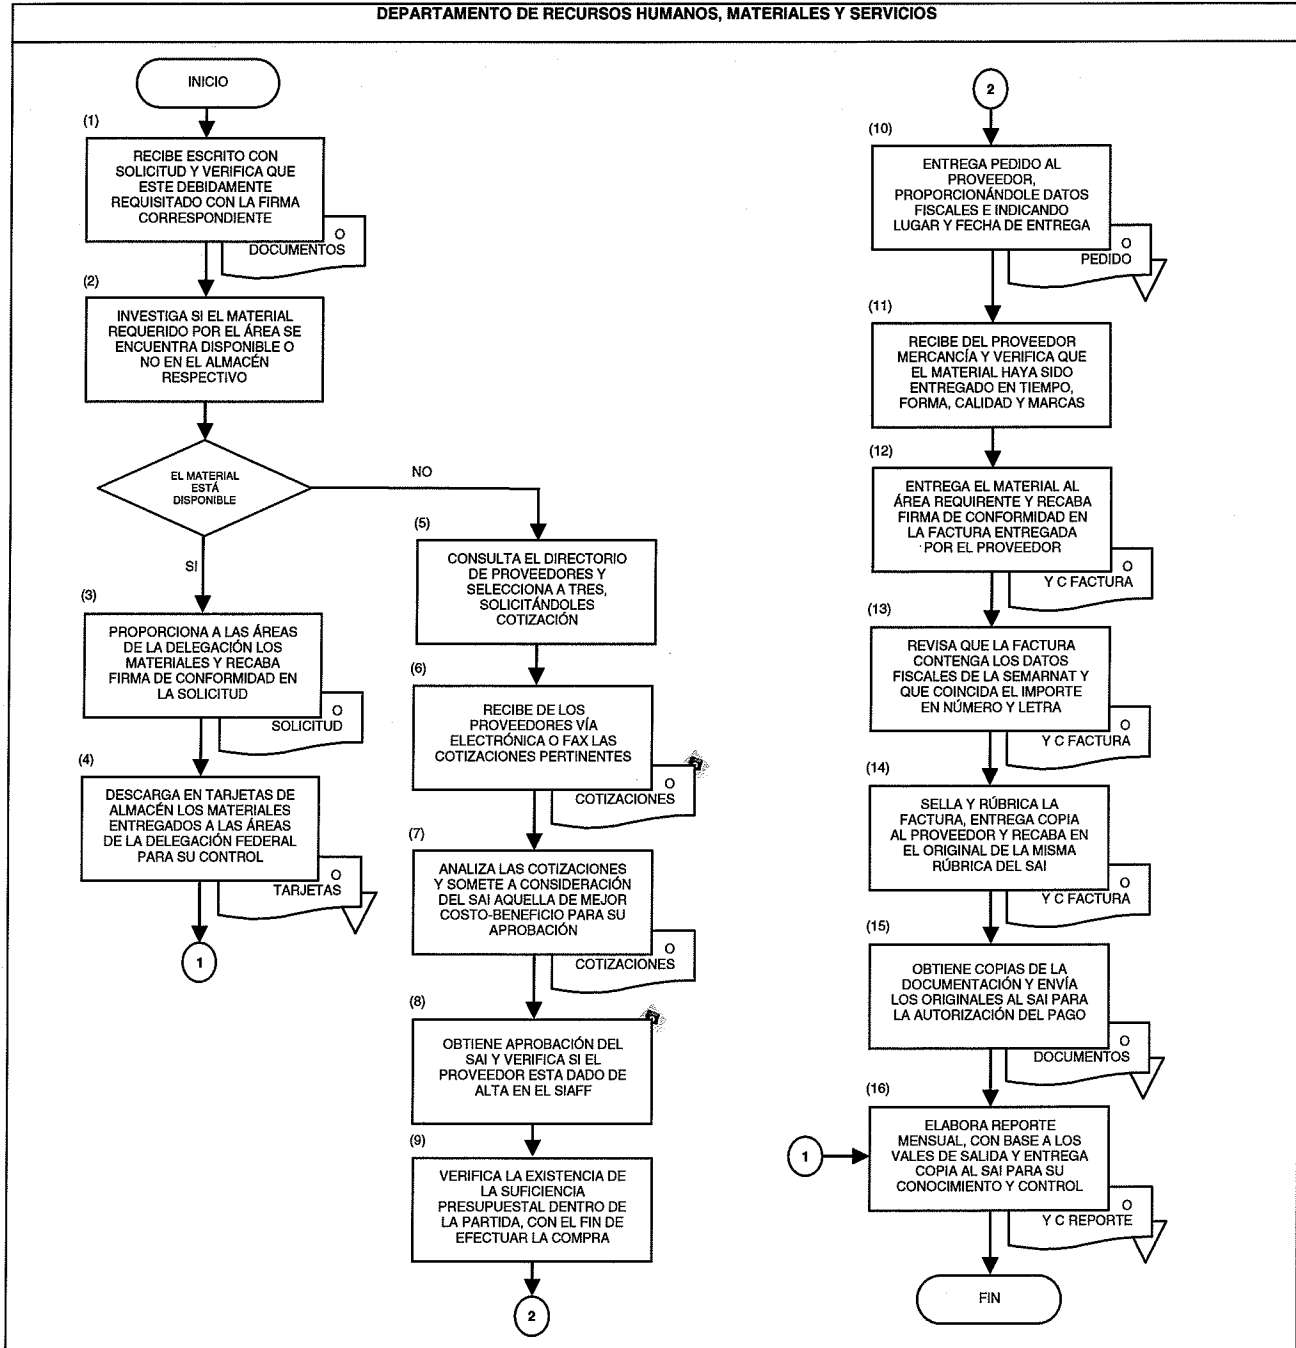 DEPARTAMENTO DE RECURSOS HUMANOS, MATERIALES Y SERVICIOS
INICIO
(1)
RECIBE ESCRITO CON
SOLICITUD Y VERIFICA QUE
ESTE DEBIDAMENTE
REQUISITADO CON LA FIRMA
CORRESPONDIENTE
O
DOCUMENTOS
(2)
INVESTIGA SI EL MATERIAL
REQUERIDO POR EL ÁREA SE
ENCUENTRA DISPONIBLE O
NO EN EL ALMACÉN
RESPECTIVO
EL MATERIAL
ESTÁ
DISPONIBLE
NO
SI
(3)
PROPORCIONA A LAS ÁREAS
DE LA DELEGACIÓN LOS
MATERIALES Y RECABA
FIRMA DE CONFORMIDAD EN
LA SOLICITUD
O
SOLICITUD
(4)
DESCARGA EN TARJETAS DE
ALMACÉN LOS MATERIALES
ENTREGADOS A LAS ÁREAS
DE LA DELEGACIÓN FEDERAL
PARA SU CONTROL
O
TARJETAS
1
(5)
CONSULTA EL DIRECTORIO
DE PROVEEDORES Y
SELECCIONA A TRES,
SOLICITÁNDOLES
COTIZACIÓN
(6)
RECIBE DE LOS
PROVEEDORES VÍA
ELECTRÓNICA O FAX LAS
COTIZACIONES PERTINENTES
O
COTIZACIONES
(7)
ANALIZA LAS COTIZACIONES
Y SOMETE A CONSIDERACIÓN
DEL SAI AQUELLA DE MEJOR
COSTO-BENEFICIO PARA SU
APROBACIÓN
O
COTIZACIONES
(8)
OBTIENE APROBACIÓN DEL
SAI Y VERIFICA SI EL
PROVEEDOR ESTA DADO DE
ALTA EN EL SIAFF
(9)
VERIFICA LA EXISTENCIA DE
LA SUFICIENCIA
PRESUPUESTAL DENTRO DE
LA PARTIDA, CON EL FIN DE
EFECTUAR LA COMPRA
2
2
(10)
ENTREGA PEDIDO AL
PROVEEDOR,
PROPORCIONÁNDOLE DATOS
FISCALES E INDICANDO
LUGAR Y FECHA DE ENTREGA
O
PEDIDO
(11)
RECIBE DEL PROVEEDOR
MERCANCÍA Y VERIFICA QUE
EL MATERIAL HAYA SIDO
ENTREGADO EN TIEMPO,
FORMA, CALIDAD Y MARCAS
(12)
ENTREGA EL MATERIAL AL
ÁREA REQUIRENTE Y RECABA
FIRMA DE CONFORMIDAD EN
LA FACTURA ENTREGADA
POR EL PROVEEDOR
O
Y C FACTURA
(13)
REVISA QUE LA FACTURA
CONTENGA LOS DATOS
FISCALES DE LA SEMARNAT Y
QUE COINCIDA EL IMPORTE
EN NÚMERO Y LETRA
O
Y C FACTURA
(14)
SELLA Y RÚBRICA LA
FACTURA, ENTREGA COPIA
AL PROVEEDOR Y RECABA EN
EL ORIGINAL DE LA MISMA
RÚBRICA DEL SAI
O
Y C FACTURA
(15)
OBTIENE COPIAS DE LA
DOCUMENTACIÓN Y ENVÍA
LOS ORIGINALES AL SAI PARA
LA AUTORIZACIÓN DEL PAGO
O
DOCUMENTOS
(16)
ELABORA REPORTE
MENSUAL, CON BASE A LOS
VALES DE SALIDA Y ENTREGA
COPIA AL SAI PARA SU
CONOCIMIENTO Y CONTROL
1
O
Y C REPORTE
FIN